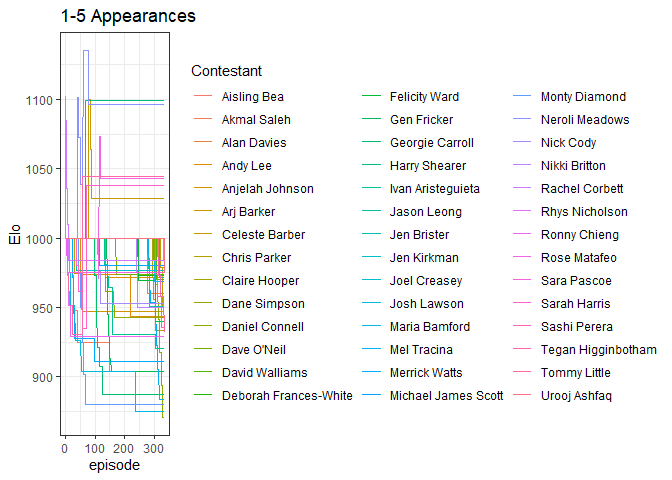 1-5 Appearances
Elo
1100
1050
1000
950
900
0 100 200 300
episode
Contestant
Aisling Bea
Akmal Saleh
Alan Davies
Andy Lee
Anjelah Johnson
Arj Barker
Celeste Barber
Chris Parker
Claire Hooper
Dane Simpson
Daniel Connell
Dave O'Neil
David Walliams
Deborah Frances-White
Felicity Ward
Gen Fricker
Georgie Carroll
Harry Shearer
Ivan Aristeguieta
Jason Leong
Jen Brister
Jen Kirkman
Joel Creasey
Josh Lawson
Maria Bamford
Mel Tracina
Merrick Watts
Michael James Scott
Monty Diamond
Neroli Meadows
Nick Cody
Nikki Britton
Rachel Corbett
Rhys Nicholson
Ronny Chieng
Rose Matafeo
Sara Pascoe
Sarah Harris
Sashi Perera
Tegan Higginbotham
Tommy Little
Urooj Ashfaq